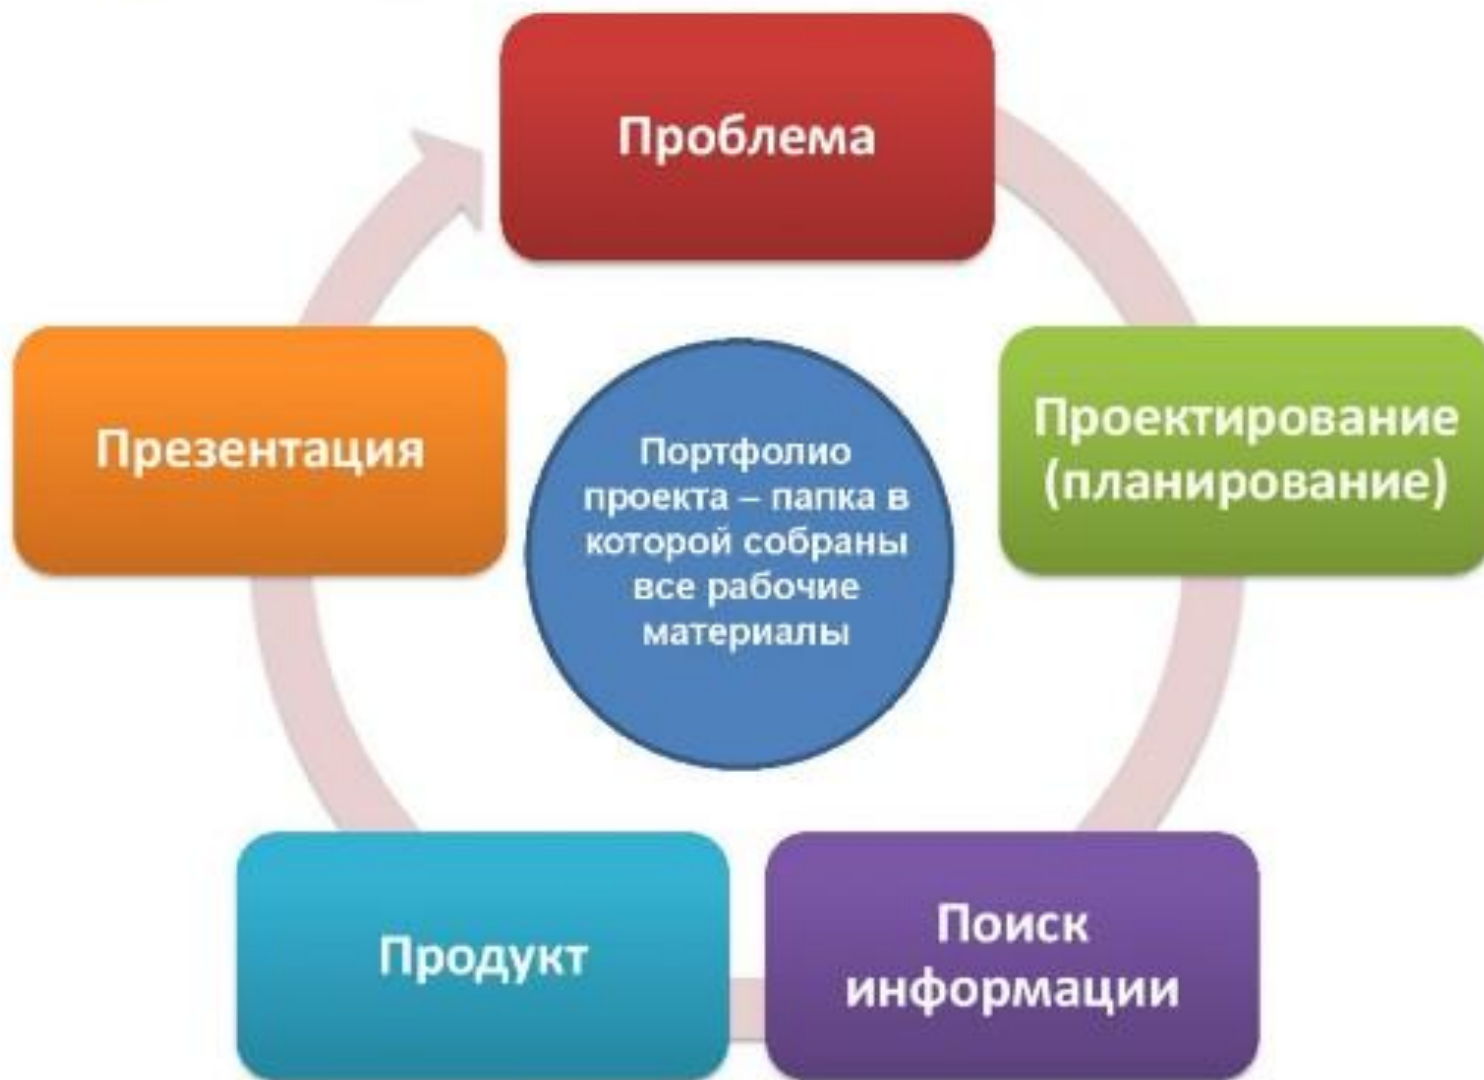 Проблема
Проектирование
(планирование)
Поиск
информации
Продукт
Презентация
Портфолио
проекта – папка в
которой собраны
все рабочие
материалы